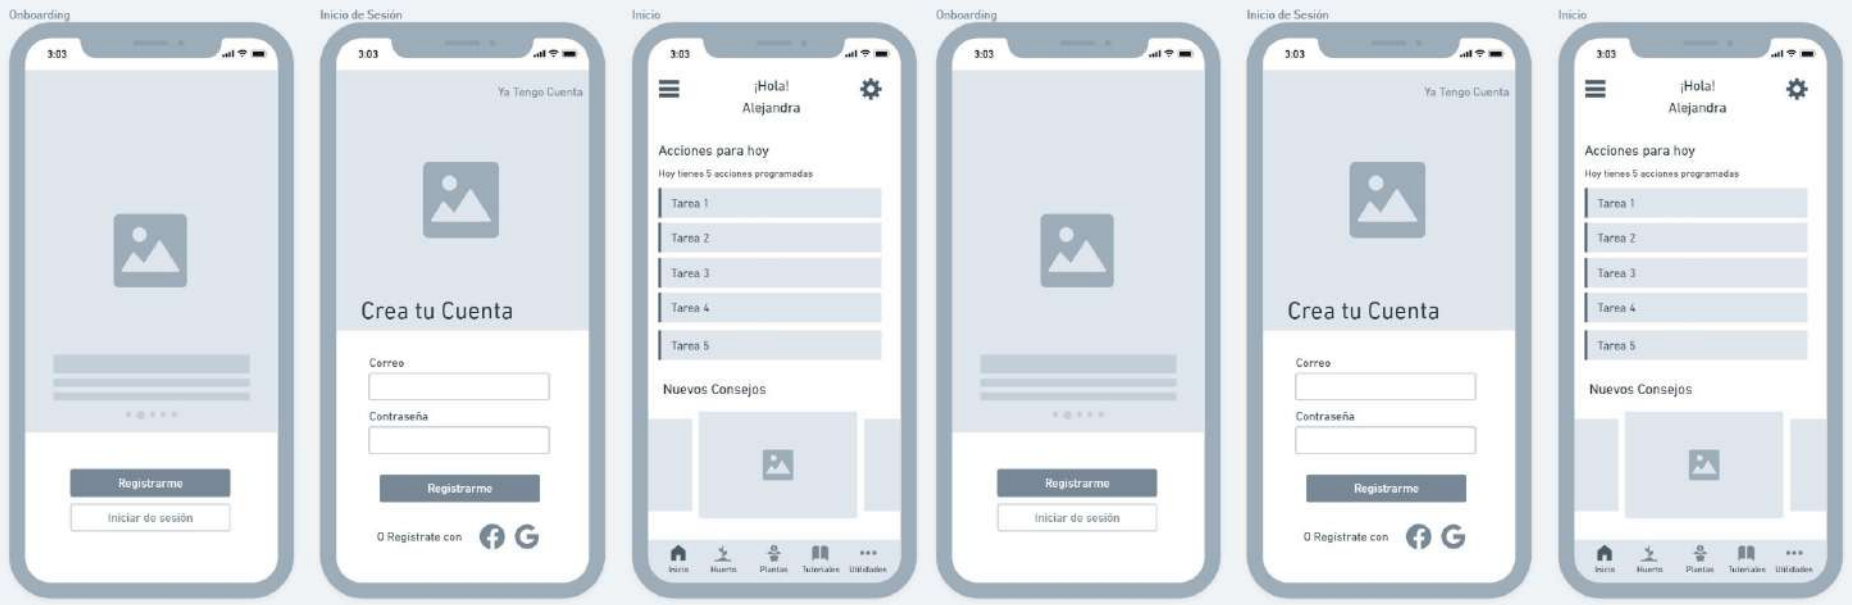 Onboarding
3:03
Registrarme
Iniciar de sesión
Inicio de Sesión
3:03
Ya Tengo Cuenta
Crea tu Cuenta
Correo
Contraseña
Registrarme
O Registrate con
Inicio
3:03
¡Hola!
Alejandra
Acciones para hoy
Hoy tienes 5 acciones programadas
Tarea 1
Tarea 2
Tarea 3
Tarea 4
Tarea 5
Nuevos Consejos
Inicio Huerto Plantas Tutoriales Utilidades
Onboarding
3:03
Registrarme
Iniciar de sesión
Inicio de Sesión
3:03
Ya Tengo Cuenta
Crea tu Cuenta
Correo
Contraseña
Registrarme
O Registrate con
Inicio
3:03
¡Hola!
Alejandra
Acciones para hoy
Hoy tienes 5 acciones programadas
Tarea 1
Tarea 2
Tarea 3
Tarea 4
Tarea 5
Nuevos Consejos
Inicio Huerto Plantas Tutoriales Utilidades